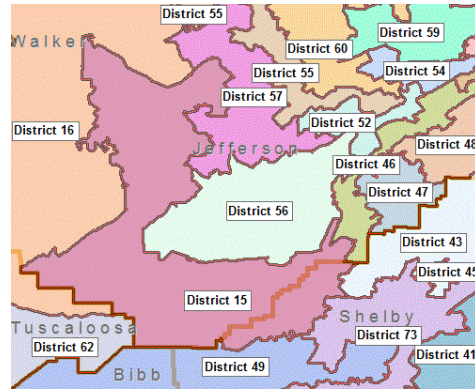 District 55
District 59
Walker
District 60
District 54
District 55
District 57
District 16
District 52
Jefferson
District 48
District 46
District 47
District 56
District 43
District 45
District 15
Shelby
Tuscaloosa
District 73
District 62
District 41
District 49
Bibb